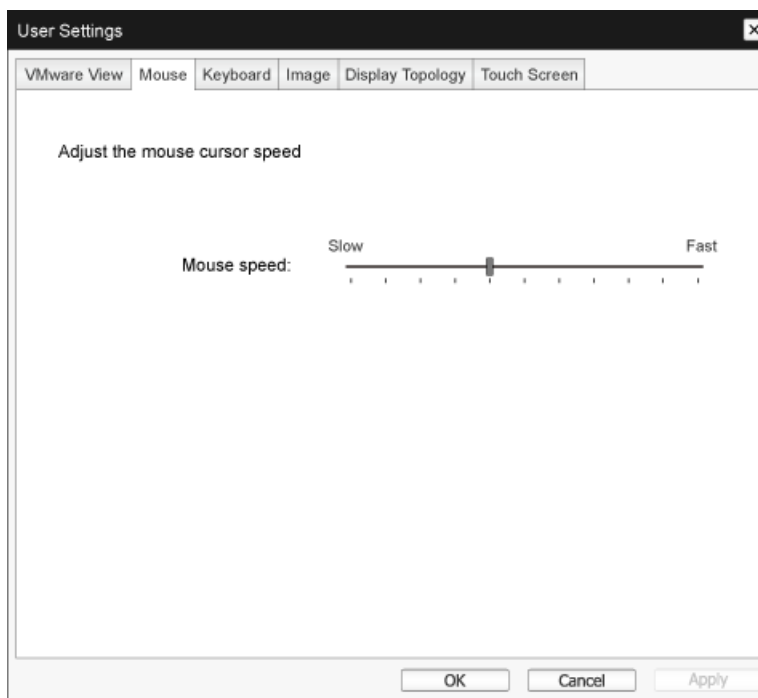 User Settings
VMware View Mouse Keyboard Image Display Topology Touch Screen
Adjust the mouse cursor speed
Slow Fast
Mouse speed:
OK Cancel Apply